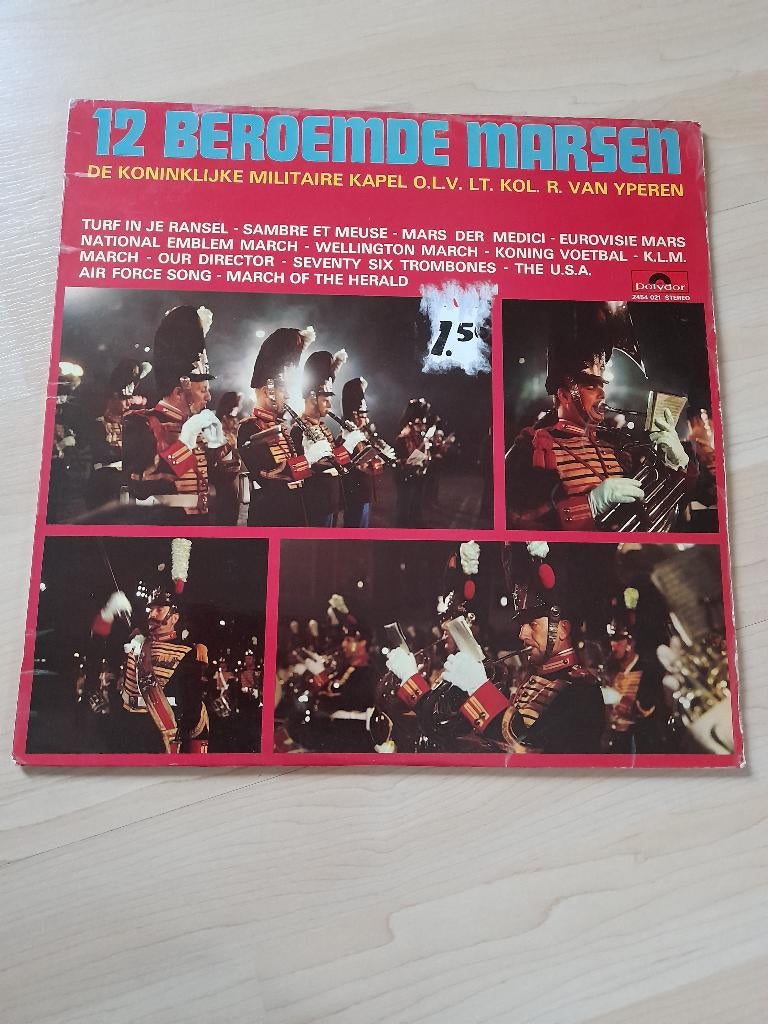 12 BEROEMDE MARSEN
DE KONINKLIJKE MILITAIRE KAPEL O.L.V. LT. KOL. R. VAN YPEREN
TURF IN JE RANSEL - SAMBRE ET MEUSE - MARS DER MEDICI - EUROVISIE MARS
NATIONAL EMBLEM MARCH - WELLINGTON MARCH - KONING VOETBAL - K.L.M.
MARCH - OUR DIRECTOR - SEVENTY SIX TROMBONES - THE U.S.A.
AIR FORCE SONG - MARCH OF THE HERALD
Polydor
2454 021 STEREO
1.50